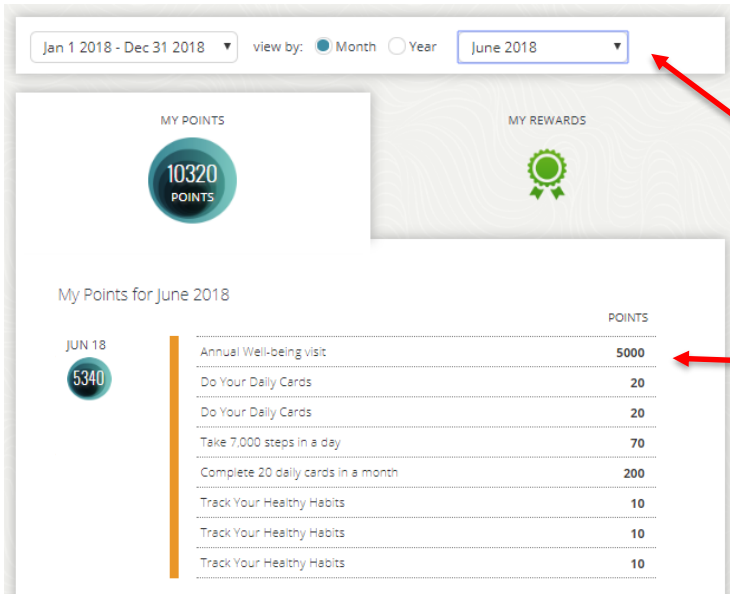 Jan 1 2018 - Dec 31 2018 view by: Month Year June 2018
MY POINTS MY REWARDS
10320
POINTS
My Points for June 2018
POINTS
JUN 18
5340
Annual Well-being visit 5000
Do Your Daily Cards 20
Do Your Daily Cards 20
Take 7,000 steps in a day 70
Complete 20 daily cards in a month 200
Track Your Healthy Habits 10
Track Your Healthy Habits 10
Track Your Healthy Habits 10